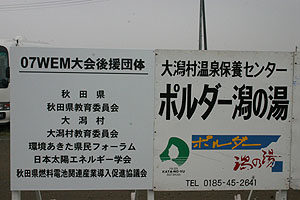 07WEM大会後援団体
秋田県
秋田県教育委員会
大潟村
大潟村教育委員会
環境あきた県民フォーラム
日本太陽エネルギー学会
秋田県燃料電池関連産業導入促進協議会
大潟村温泉保養センター
ポルダー潟の湯
ポルダー
潟の湯
KATA-NO-YU
TEL 0185-45-2641